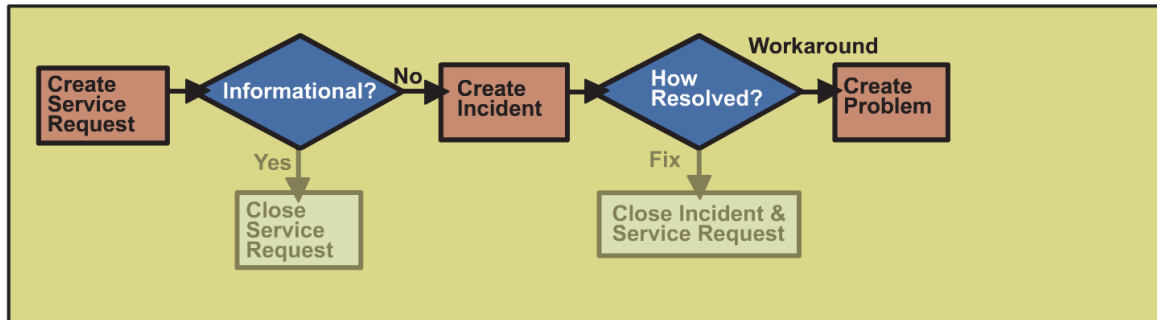 Create
Service
Request
Informational?
No
Create
Incident
How
Resolved?
Workaround
Create
Problem
Yes
Close
Service
Request
Fix
Close Incident &
Service Request